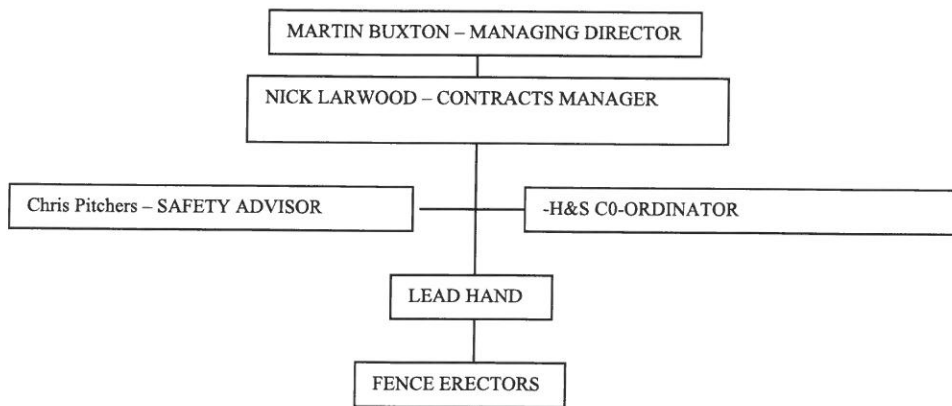 MARTIN BUXTON – MANAGING DIRECTOR
NICK LARWOOD – CONTRACTS MANAGER
Chris Pitchers – SAFETY ADVISOR
-H&S C0-ORDINATOR
LEAD HAND
FENCE ERECTORS